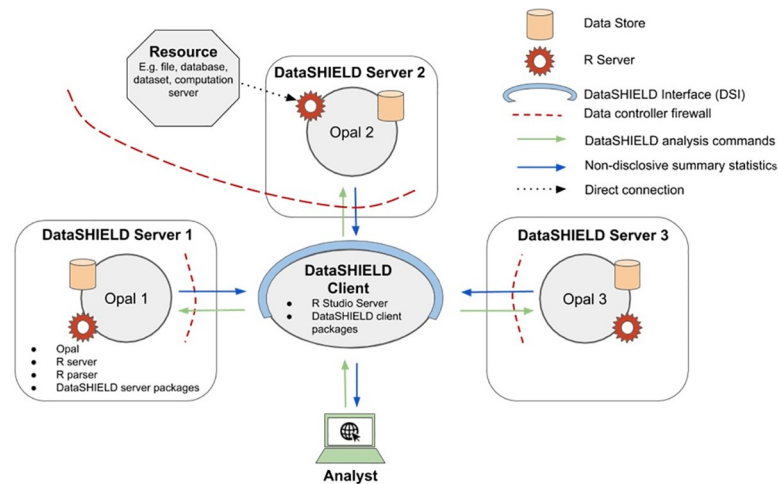 Resource
E.g. file, database,
dataset, computation
server
DataSHIELD Server 2
Opal 2
Data Store
R Server
DataSHIELD Interface (DSI)
Data controller firewall
DataSHIELD analysis commands
Non-disclosive summary statistics
Direct connection
DataSHIELD Server 1
Opal 1
• Opal
• R server
• R parser
• DataSHIELD server packages
DataSHIELD
Client
• R Studio Server
• DataSHIELD client
packages
DataSHIELD Server 3
Opal 3
Analyst